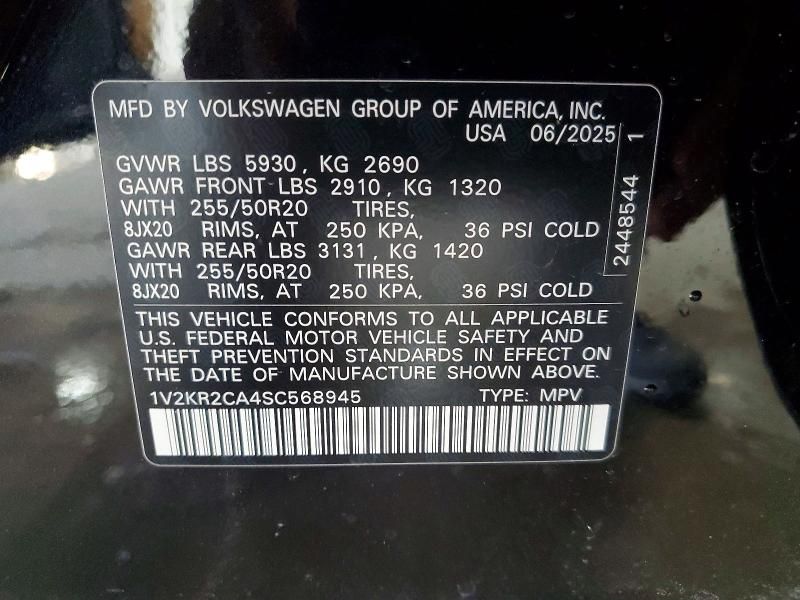 MFD BY VOLKSWAGEN GROUP OF AMERICA, INC.
USA 06/2025
GVWR LBS 5930, KG 2690
GAWR FRONT LBS 2910, KG 1320
WITH 255/50R20 TIRES,
8JX20 RIMS, AT 250 KPA, 36 PSI COLD
GAWR REAR LBS 3131, KG 1420
WITH 255/50R20 TIRES,
8JX20 RIMS, AT 250 KPA, 36 PSI COLD
THIS VEHICLE CONFORMS TO ALL APPLICABLE
U.S. FEDERAL MOTOR VEHICLE SAFETY AND
THEFT PREVENTION STANDARDS IN EFFECT ON
THE DATE OF MANUFACTURE SHOWN ABOVE.
1V2KR2CA4SC568945 TYPE: MPV
2448544 1